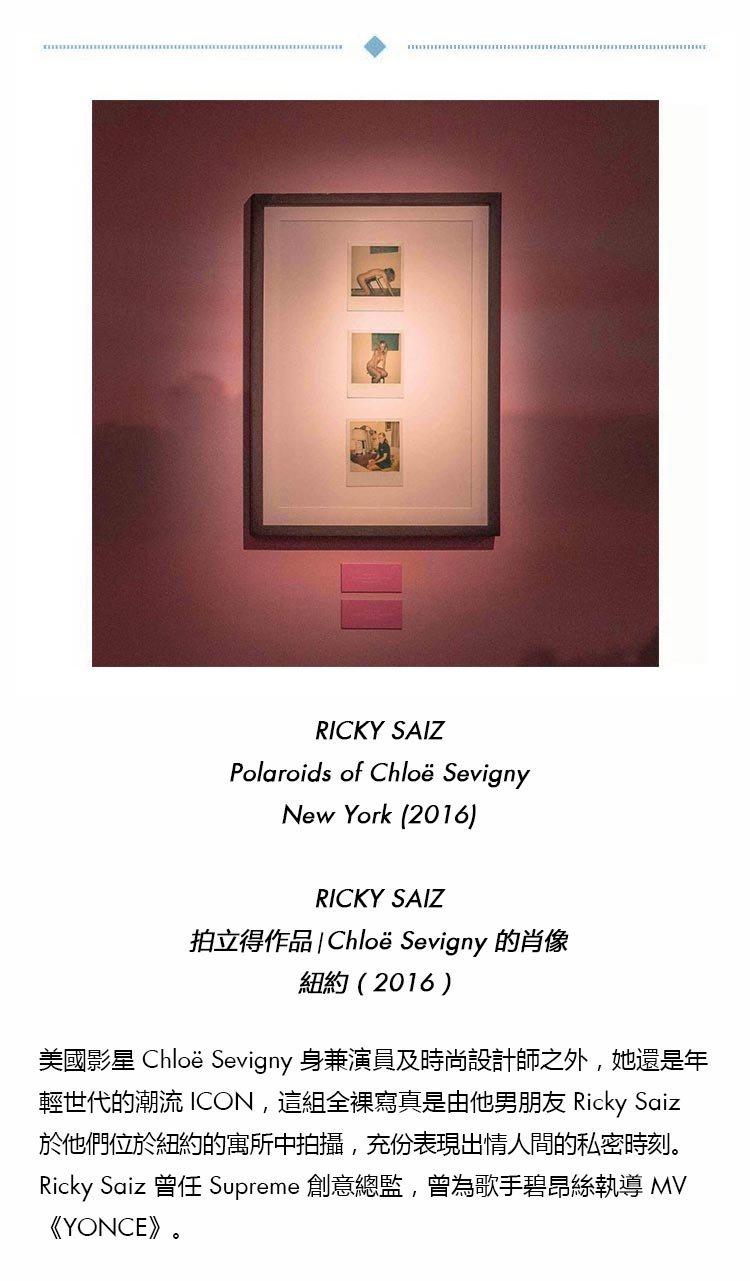 RICKY SAIZ
Polaroids of Chloë Sevigny
New York (2016)
RICKY SAIZ
拍立得作品|Chloë Sevigny 的肖像
紐約（2016）
美國影星 Chloë Sevigny 身兼演員及時尚設計師之外，她還是年
輕世代的潮流 ICON，這組全裸寫真是由他男朋友 Ricky Saiz
於他們位於紐約的寓所中拍攝，充份表現出情人間的私密時刻。
Ricky Saiz 曾任 Supreme 創意總監，曾為歌手碧昂絲執導 MV
《YONCE》。